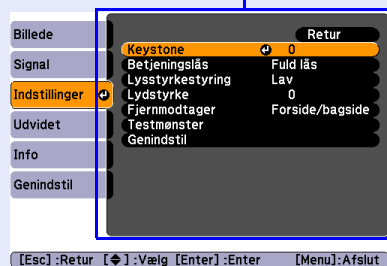 Billede
Signal
Indstillinger
Udvidet
Info
Genindstil
Retur
Keystone 0
Betjeningslås Fuld lås
Lysstyrkestyring Lav
Lydstyrke 0
Fjernmodtager Forside/bagside
Testmønster
Genindstil
[Esc] :Retur [◆] :Vælg [Enter] :Enter [Menu]:Afslut